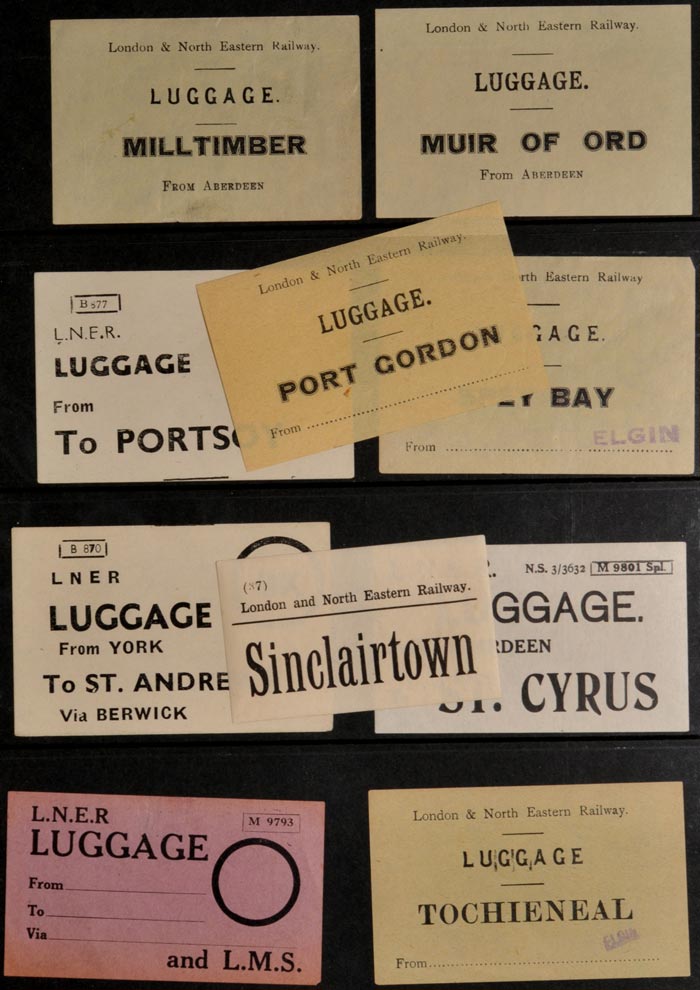 London & North Eastern Railway.
LUGGAGE.
MILLTIMBER
From Aberdeen
London & North Eastern Railway.
LUGGAGE.
MUIR OF ORD
From Aberdeen
B 577
L.N.E.R.
LUGGAGE
From
To PORTSOY
London & North Eastern Railway.
LUGGAGE.
PORT GORDON
From
rth Eastern Railway
GAGE.
BAY
ELGIN
From
B 870
LNER
LUGGAGE
From YORK
To ST. ANDRE
Via BERWICK
London and North Eastern Railway.
Sinclairtown
R. N.S. 3/3632 M 9801 Spl.
GGAGE.
RDEEN
ST. CYRUS
L.N.E.R
M 9793
LUGGAGE
From
To
Via
and L.M.S.
London & North Eastern Railway.
LUGGAGE
TOCHIENEAL
ELGIN
From